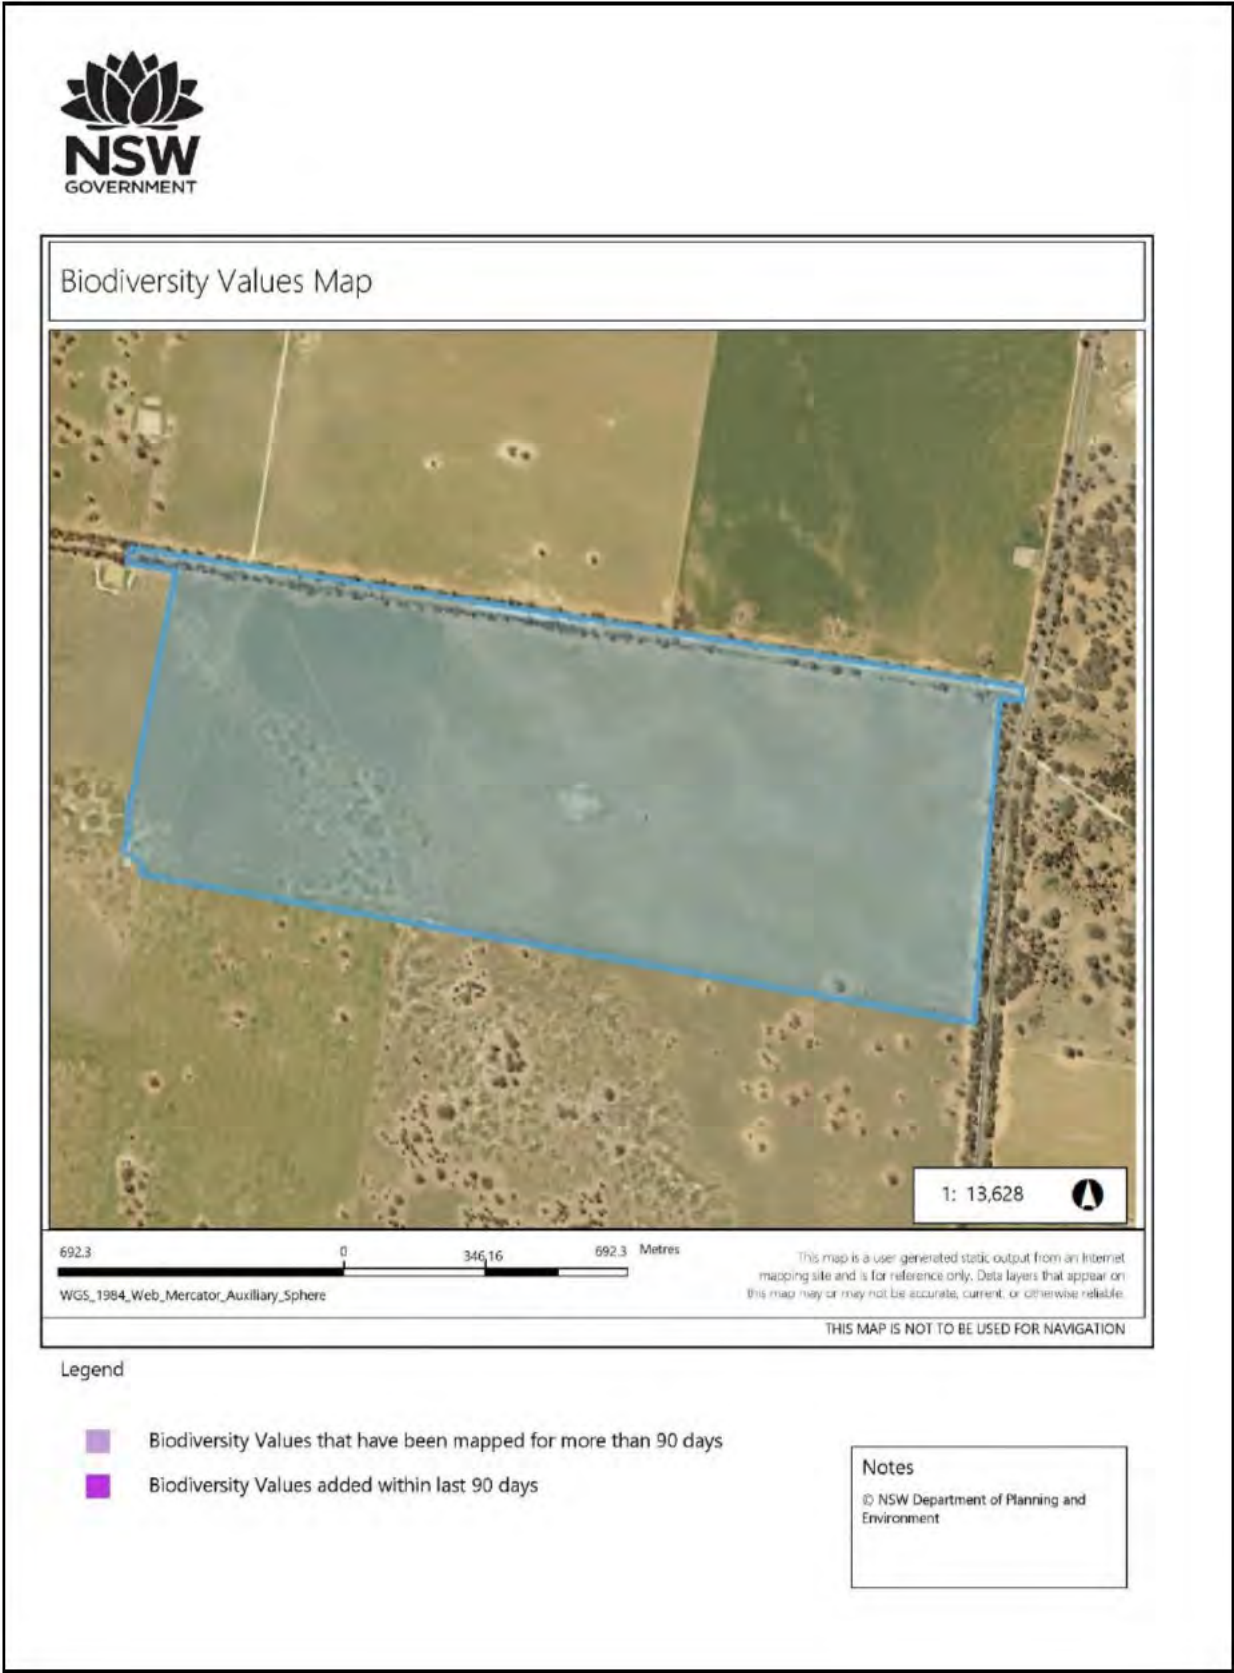 NSW
GOVERNMENT
Biodiversity Values Map
1: 13,628
692.3 0 346.16 692.3 Metres
WGS_1984_Web_Mercator_Auxiliary_Sphere
This map is a user generated static output from an Internet
mapping site and is for reference only. Data layers that appear on
this map may or may not be accurate, current, or otherwise reliable.
THIS MAP IS NOT TO BE USED FOR NAVIGATION
Legend
Biodiversity Values that have been mapped for more than 90 days
Biodiversity Values added within last 90 days
Notes
© NSW Department of Planning and
Environment